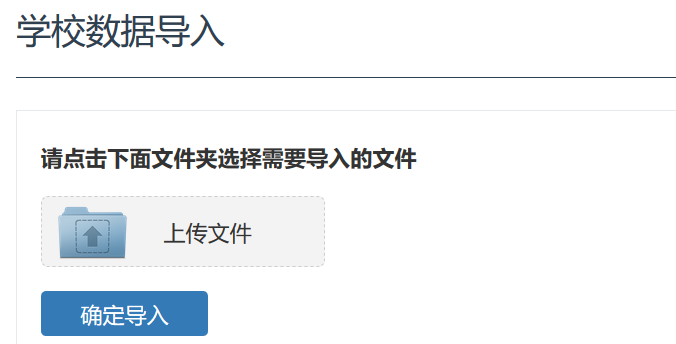 学校数据导入
请点击下面文件夹选择需要导入的文件
上传文件
确定导入